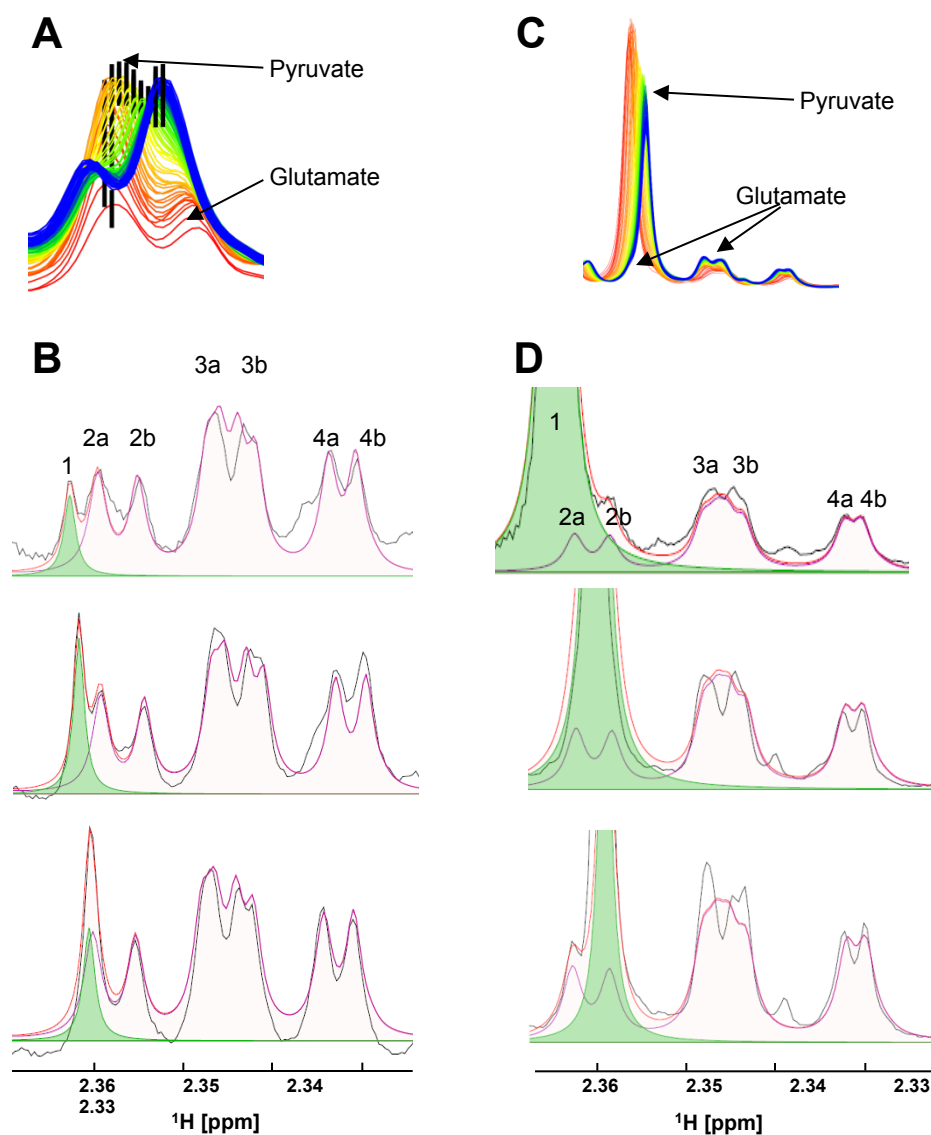 A
Pyruvate
Glutamate
C
Pyruvate
Glutamate
B
1
2a
2b
3a
3b
4a
4b
D
1
2a
2b
3a
3b
4a
4b
2.36
2.35
2.34
2.33
¹H [ppm]
2.36
2.35
2.34
2.33
¹H [ppm]